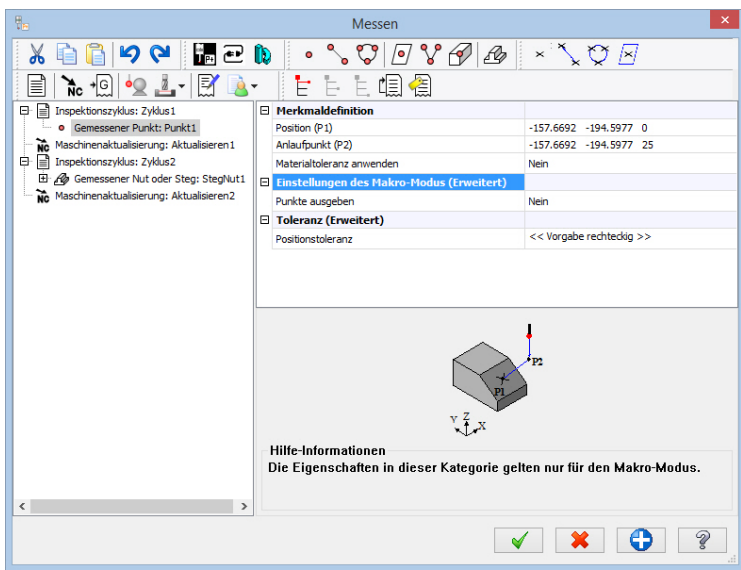 Messen
Inspektionszyklus: Zyklus1
Gemessener Punkt: Punkt1
NC Maschinenaktualisierung: Aktualisieren1
Inspektionszyklus: Zyklus2
Gemessener Nut oder Steg: StegNut1
NC Maschinenaktualisierung: Aktualisieren2
Merkmaldefinition
Position (P1) -157.6692 -194.5977 0
Anlaufpunkt (P2) -157.6692 -194.5977 25
Materialtoleranz anwenden Nein
Einstellungen des Makro-Modus (Erweitert)
Punkte ausgeben Nein
Toleranz (Erweitert)
Positionstoleranz << Vorgabe rechteckig >>
P2
P1
Y Z X
Hilfe-Informationen
Die Eigenschaften in dieser Kategorie gelten nur für den Makro-Modus.